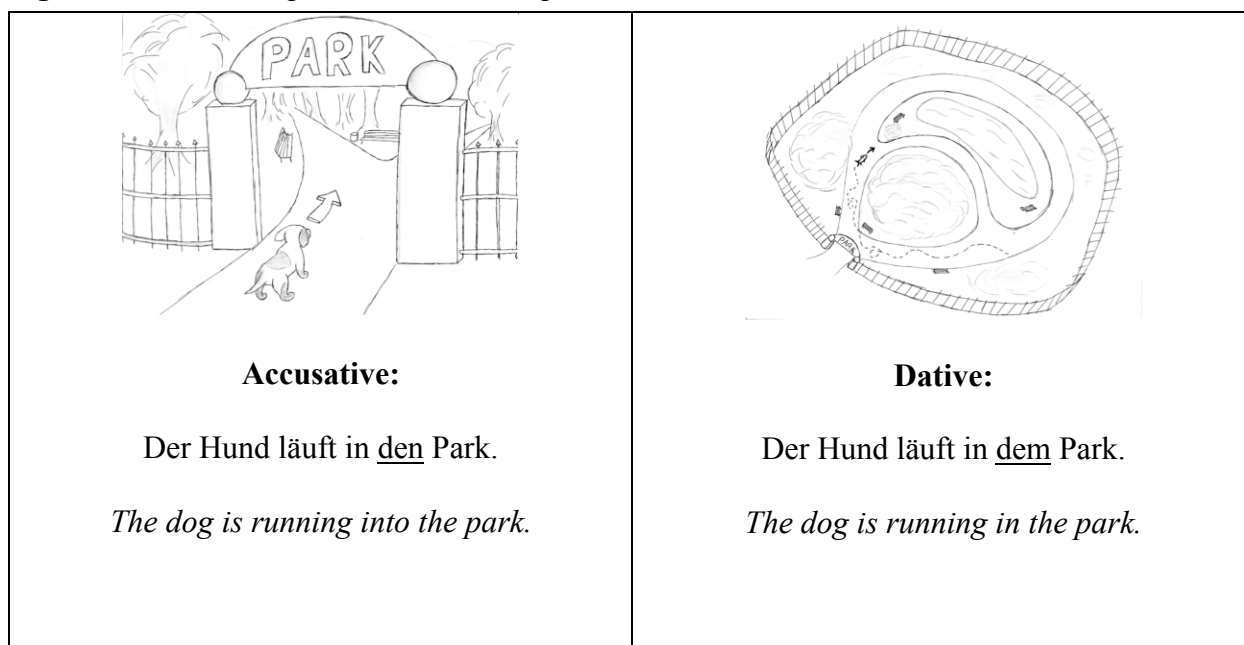 PARK
Accusative:
Der Hund läuft in den Park.
The dog is running into the park.
PARK
Dative:
Der Hund läuft in dem Park.
The dog is running in the park.